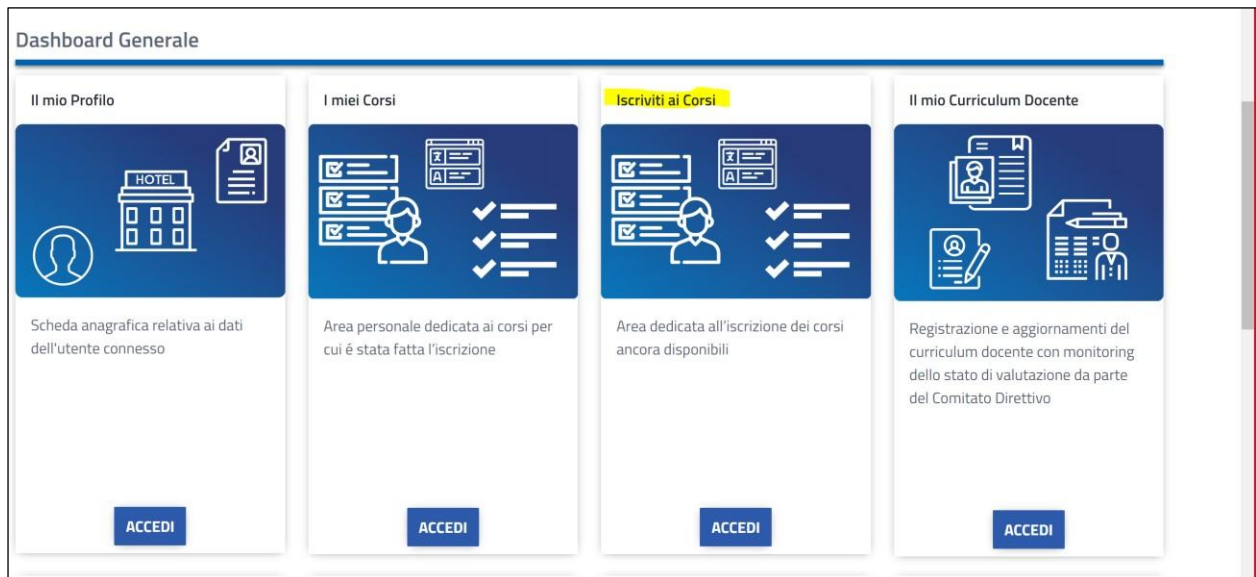 Dashboard Generale
Il mio Profilo
HOTEL
Scheda anagrafica relativa ai dati
dell'utente connesso
ACCEDI
I miei Corsi
A
Area personale dedicata ai corsi per
cui é stata fatta l'iscrizione
ACCEDI
Iscriviti ai Corsi
A
Area dedicata all'iscrizione dei corsi
ancora disponibili
ACCEDI
Il mio Curriculum Docente
Registrazione e aggiornamenti del
curriculum docente con monitoring
dello stato di valutazione da parte
del Comitato Direttivo
ACCEDI